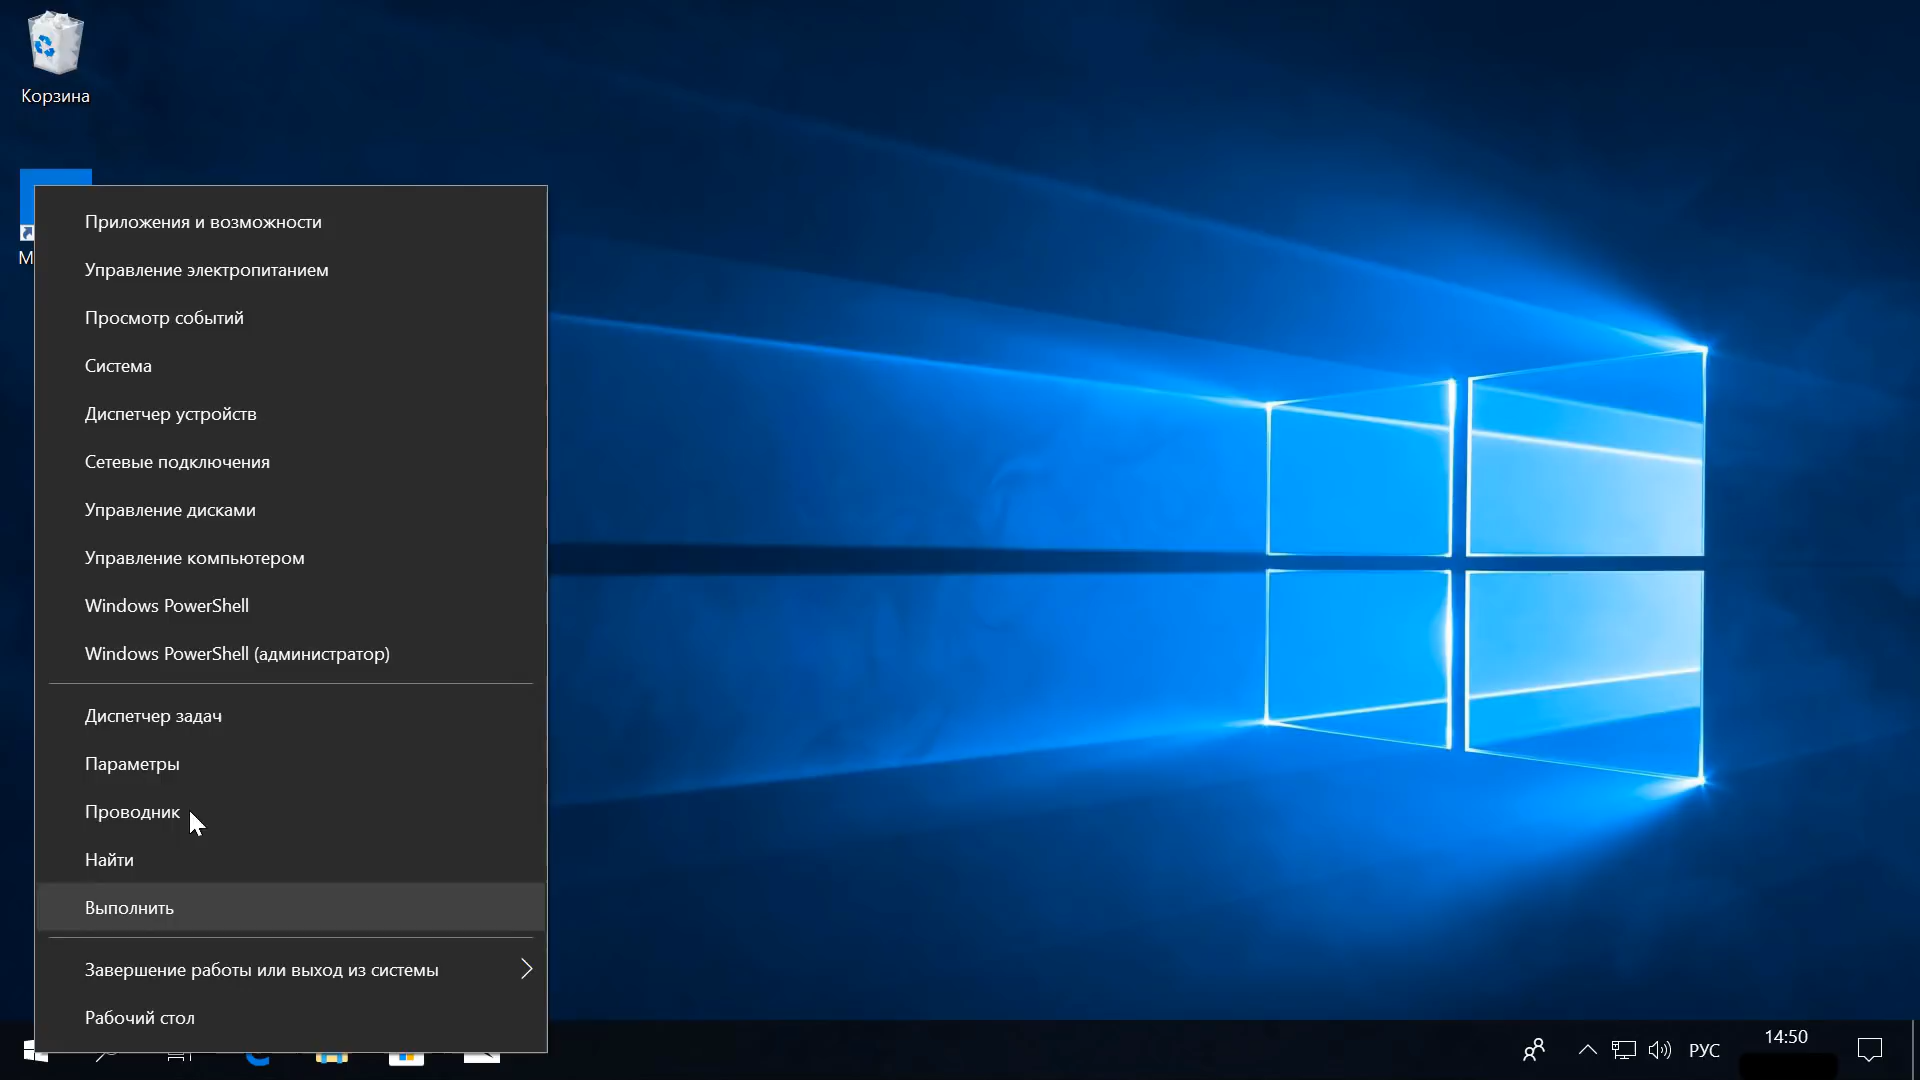 Корзина
M
Приложения и возможности
Управление электропитанием
Просмотр событий
Система
Диспетчер устройств
Сетевые подключения
Управление дисками
Управление компьютером
Windows PowerShell
Windows PowerShell (администратор)
Диспетчер задач
Параметры
Проводник
Найти
Выполнить
Завершение работы или выход из системы
Рабочий стол
РУС
14:50